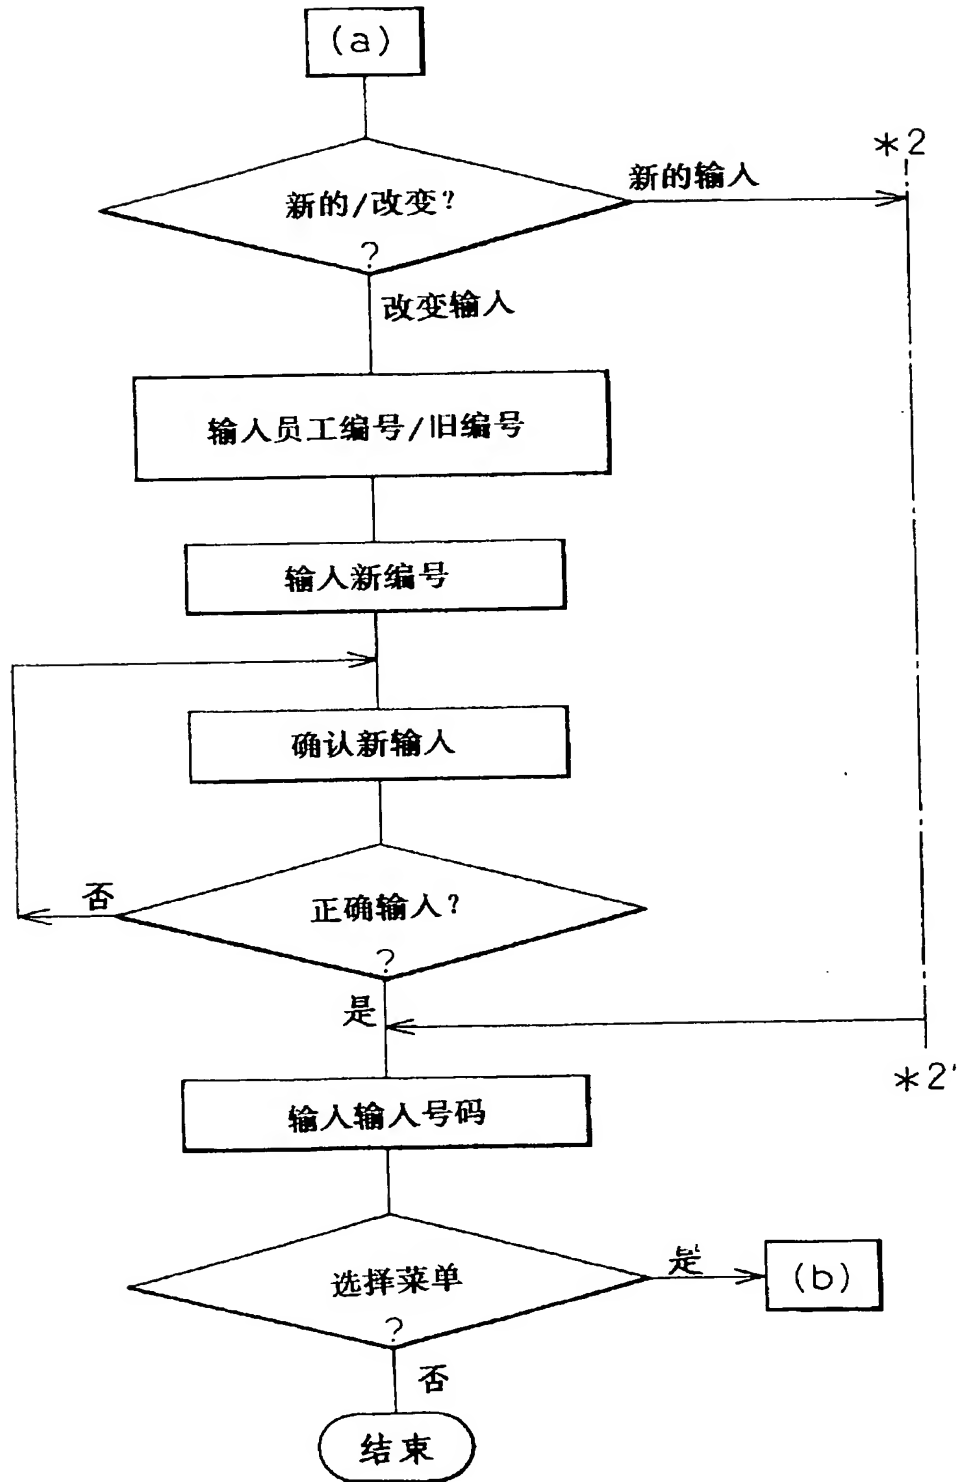 (a)
*2
新的输入
新的/改变?
?
改变输入
输入员工编号/旧编号
输入新编号
确认新输入
否
正确输入?
?
是
*2'
输入输入号码
选择菜单
是
(b)
?
否
结束